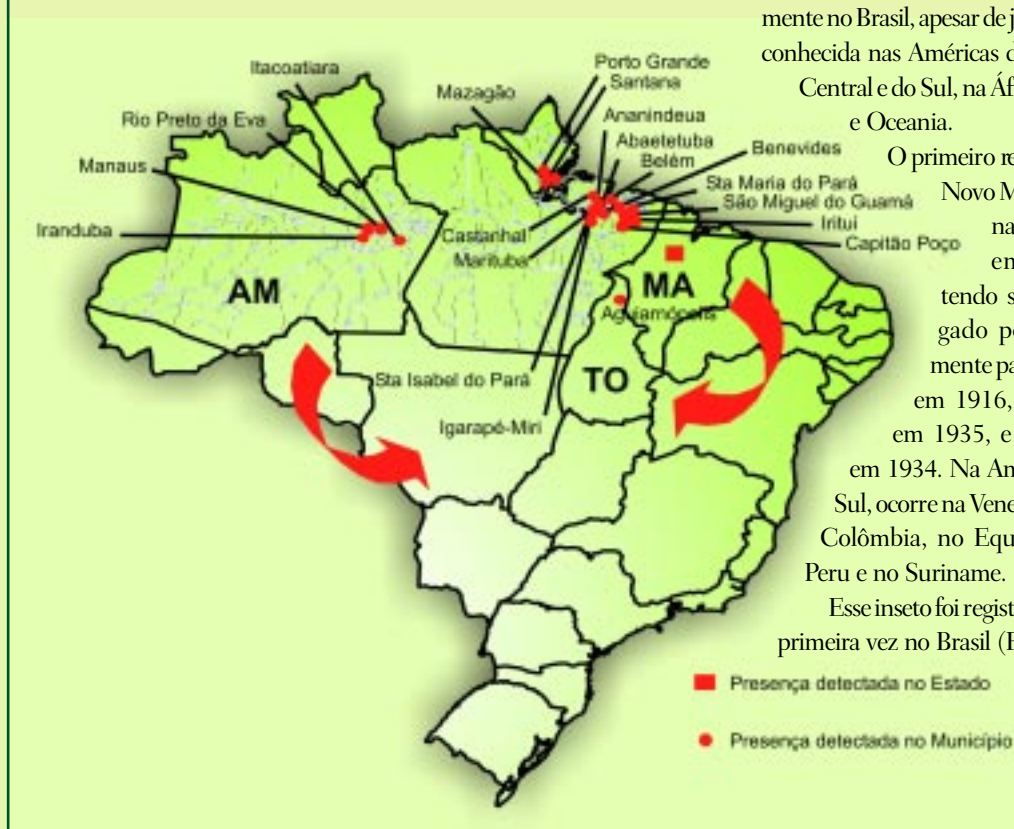 mente no Brasil, apesar de j
conhecida nas Américas d
Central e do Sul, na Áf
e Oceania.
O primeiro re
Novo M
na
em
tendo s
gado po
mente pa
em 1916,
em 1935, e
em 1934. Na Am
Sul, ocorre na Vene
Colômbia, no Equ
Peru e no Suriname.
Esse inseto foi regist
primeira vez no Brasil (F
Itacoatiara
Rio Preto da Eva
Manaus
Iranduba
Mazagão
Porto Grande
Santana
Ananindeua
Abaetetuba
Belém
Benevides
Sta Maria do Pará
São Miguel do Guamá
Irituí
Capitão Poço
Castanhal
Marituba
AM
MA
Aguiarnópolis
TO
Sta Isabel do Pará
Igarapé-Miri
Presença detectada no Estado
Presença detectada no Município